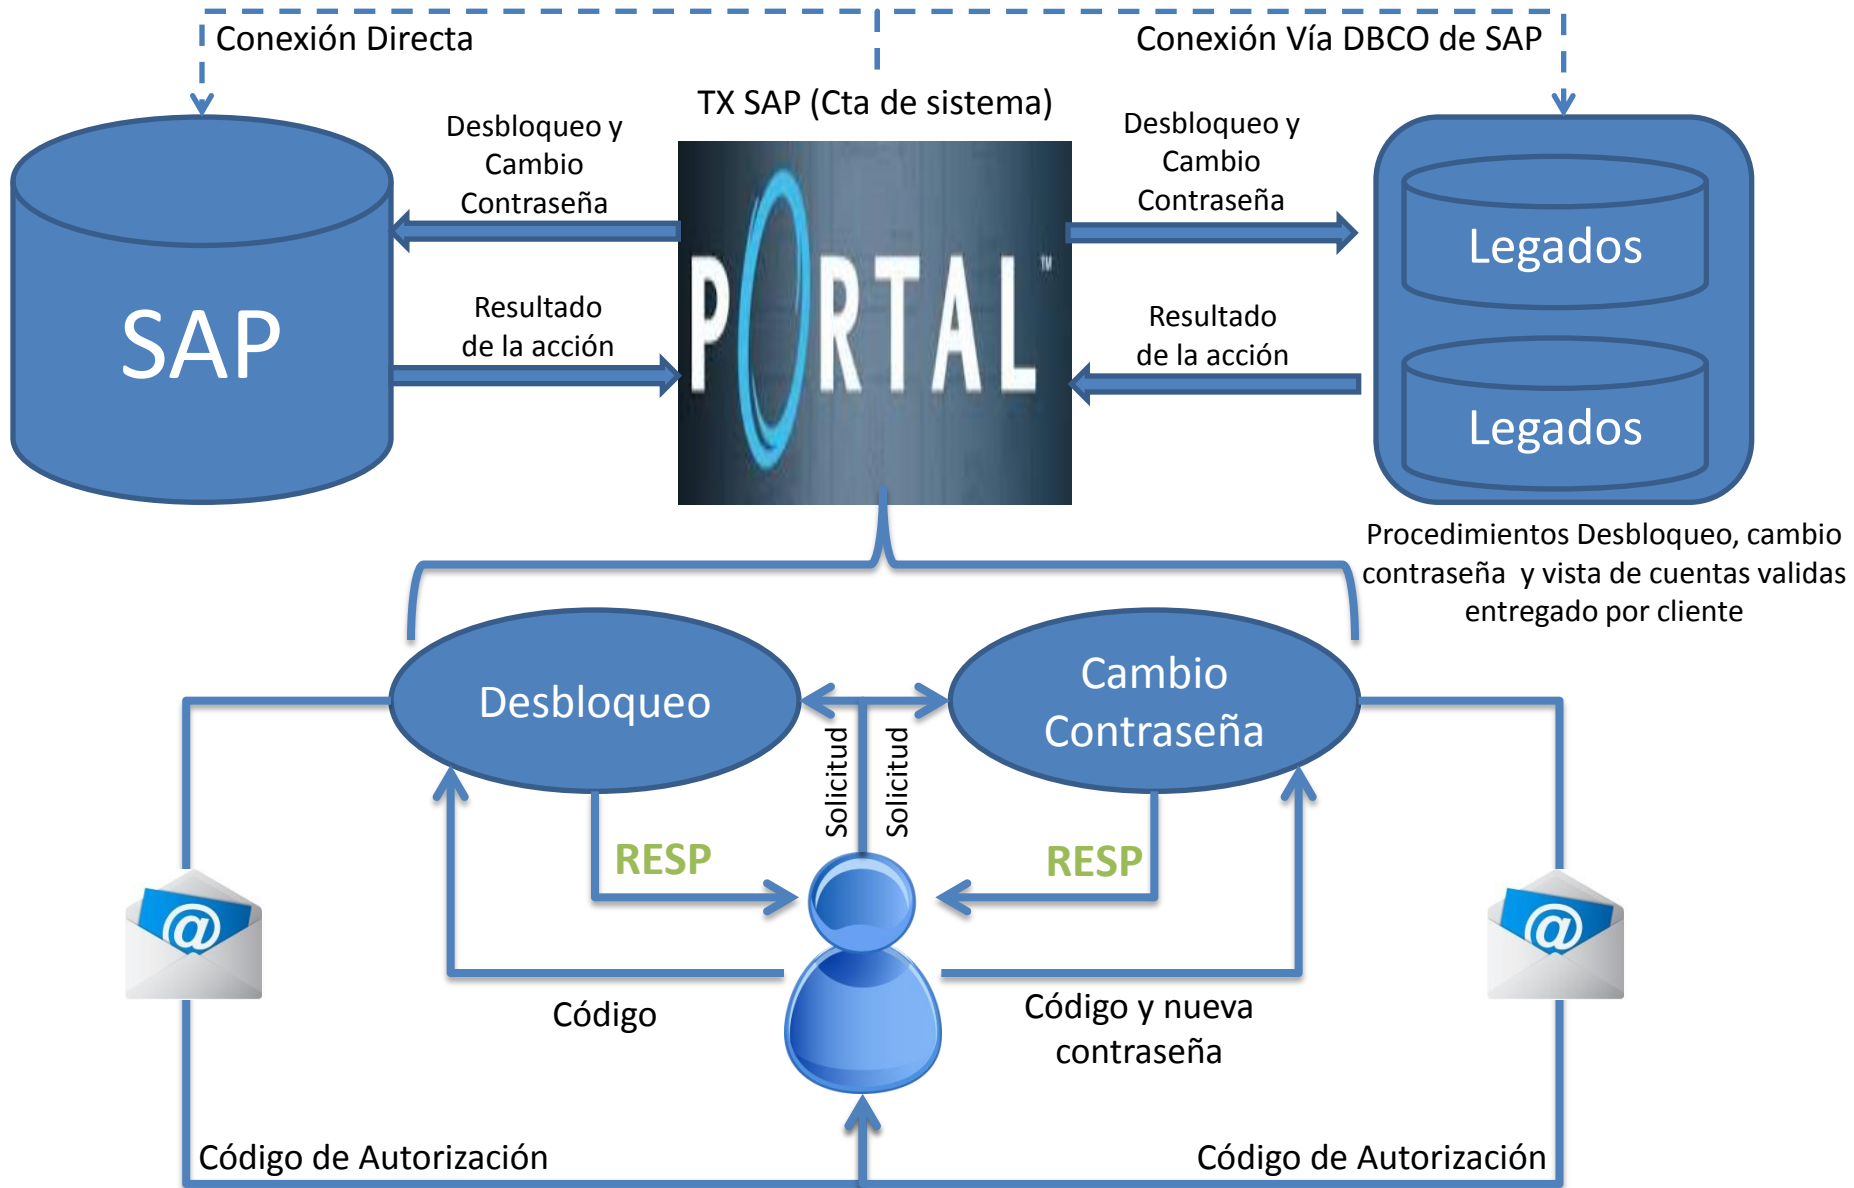 Conexión Directa
Conexión Vía DBCO de SAP
TX SAP (Cta de sistema)
Desbloqueo y
Cambio
Contraseña
Desbloqueo y
Cambio
Contraseña
SAP
PORTAL™
Legados
Resultado
de la acción
Resultado
de la acción
Legados
Procedimientos Desbloqueo, cambio
contraseña y vista de cuentas validas
entregado por cliente
Desbloqueo
Cambio
Contraseña
Solicitud
Solicitud
RESP
RESP
@
@
Código
Código y nueva
contraseña
Código de Autorización
Código de Autorización